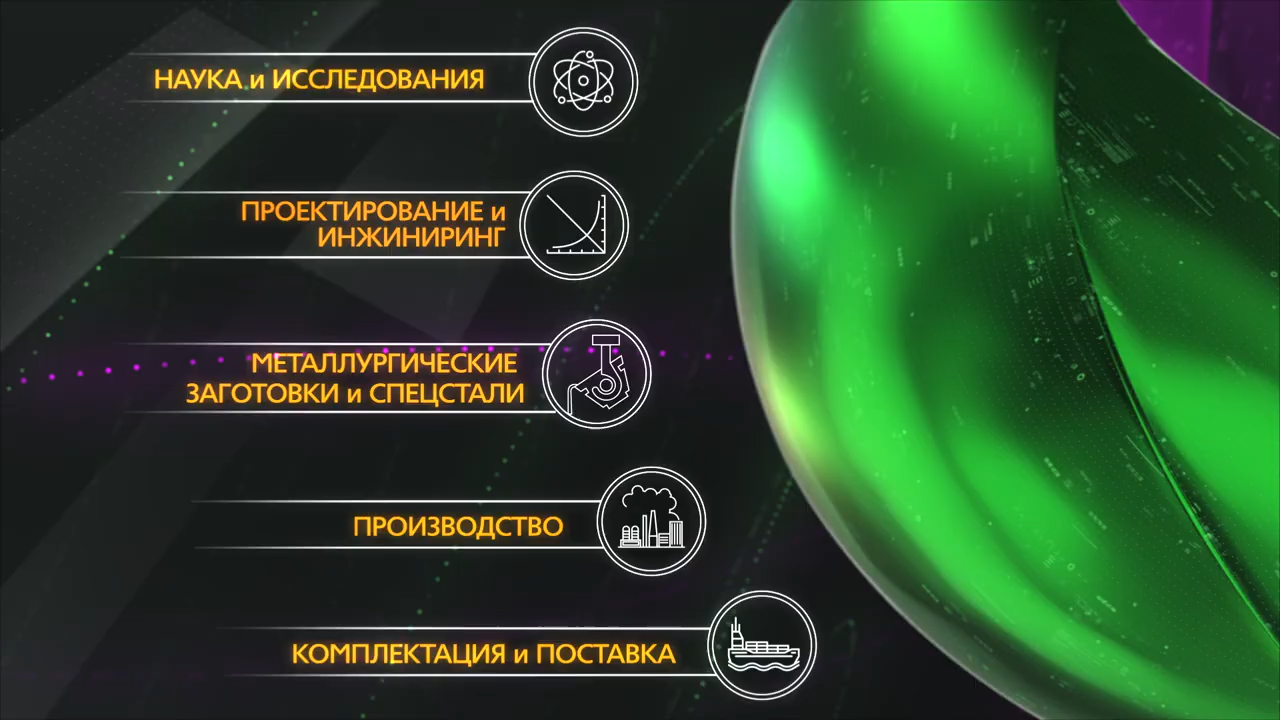 НАУКА и ИССЛЕДОВАНИЯ
ПРОЕКТИРОВАНИЕ и
ИНЖИНИРИНГ
МЕТАЛЛУРГИЧЕСКИЕ
ЗАГОТОВКИ и СПЕЦСТАЛИ
ПРОИЗВОДСТВО
КОМПЛЕКТАЦИЯ и ПОСТАВКА